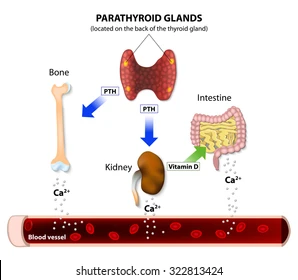 PARATHYROID GLANDS
(located on the back of the thyroid gland)
Bone
PTH
PTH
Intestine
Kidney
Vitamin D
Ca2+
Ca2+
Ca2+
Blood vessel
shutterstock.com · 322813424